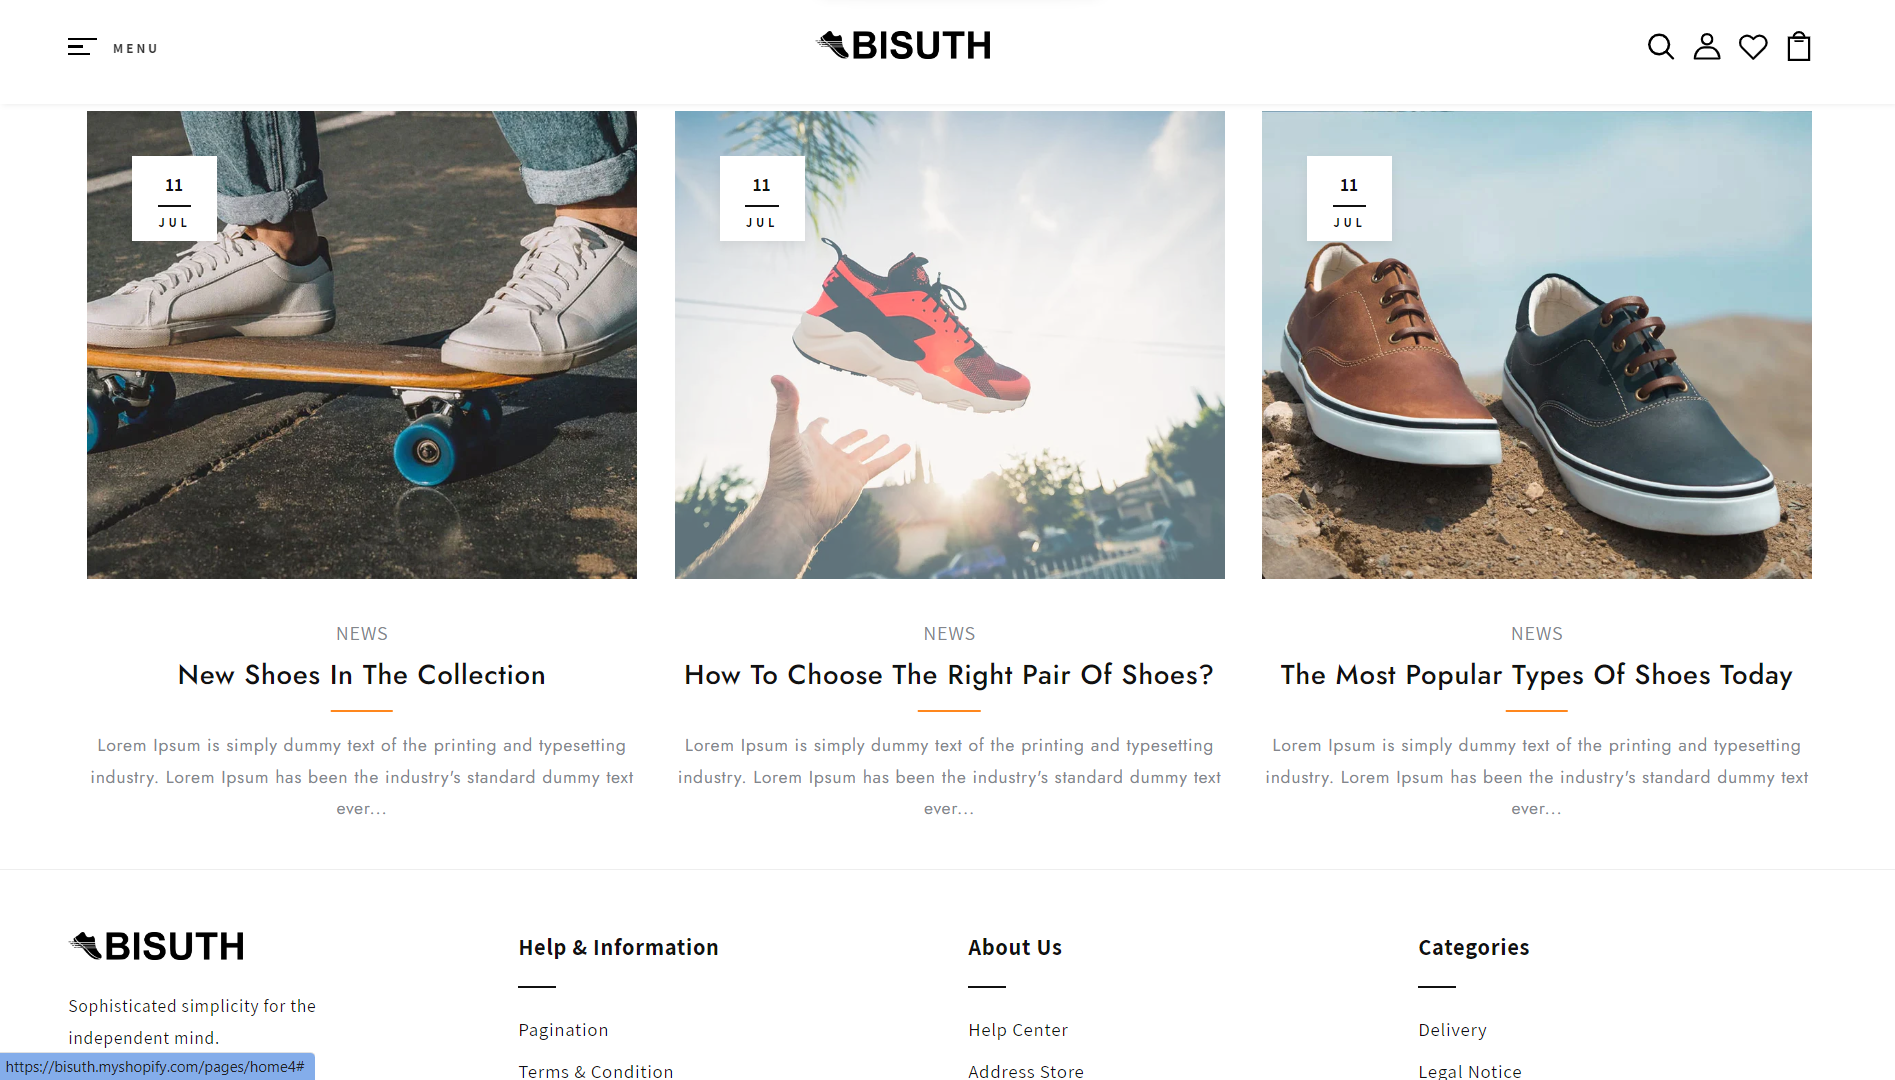 MENU
BISUTH
11
JUL
11
JUL
11
JUL
NEWS
New Shoes In The Collection
Lorem Ipsum is simply dummy text of the printing and typesetting
industry. Lorem Ipsum has been the industry's standard dummy text
ever...
NEWS
How To Choose The Right Pair Of Shoes?
Lorem Ipsum is simply dummy text of the printing and typesetting
industry. Lorem Ipsum has been the industry's standard dummy text
ever...
NEWS
The Most Popular Types Of Shoes Today
Lorem Ipsum is simply dummy text of the printing and typesetting
industry. Lorem Ipsum has been the industry's standard dummy text
ever...
BISUTH
Sophisticated simplicity for the
independent mind.
Help & Information
Pagination
Terms & Condition
About Us
Help Center
Address Store
Categories
Delivery
Legal Notice
https://bisuth.myshopify.com/pages/home4#